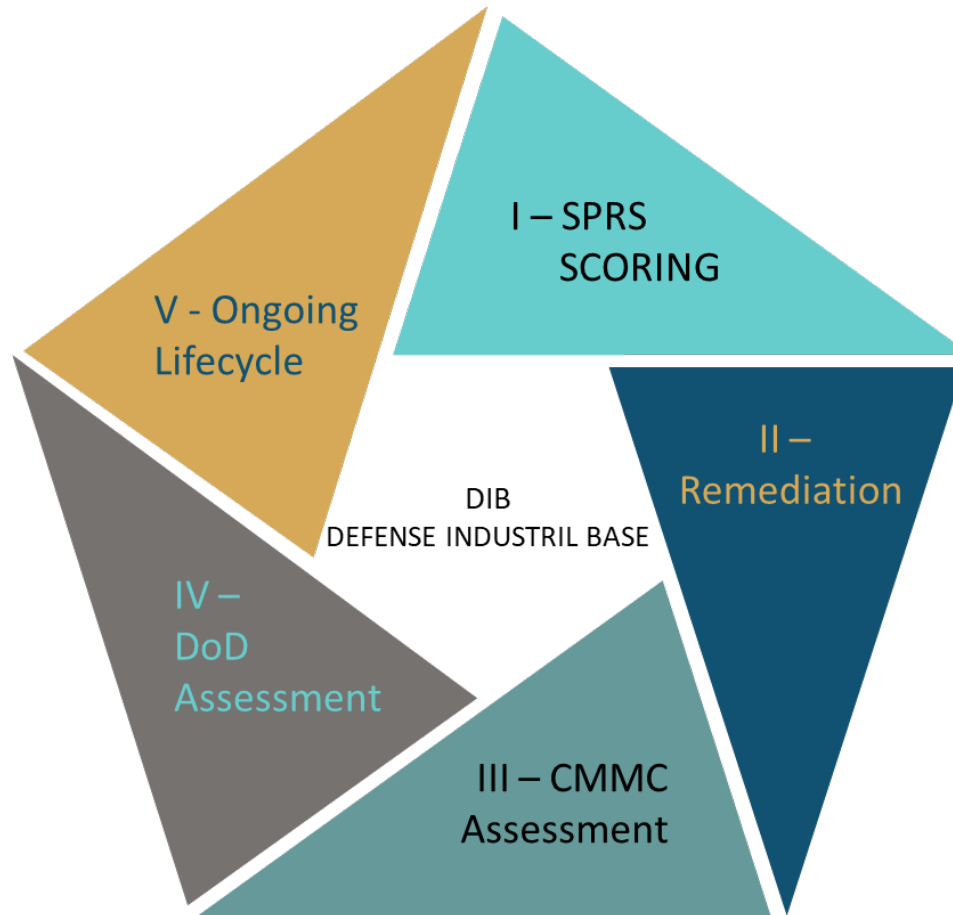 I – SPRS
SCORING
II –
Remediation
III – CMMC
Assessment
IV –
DoD
Assessment
V - Ongoing
Lifecycle
DIB
DEFENSE INDUSTRIL BASE